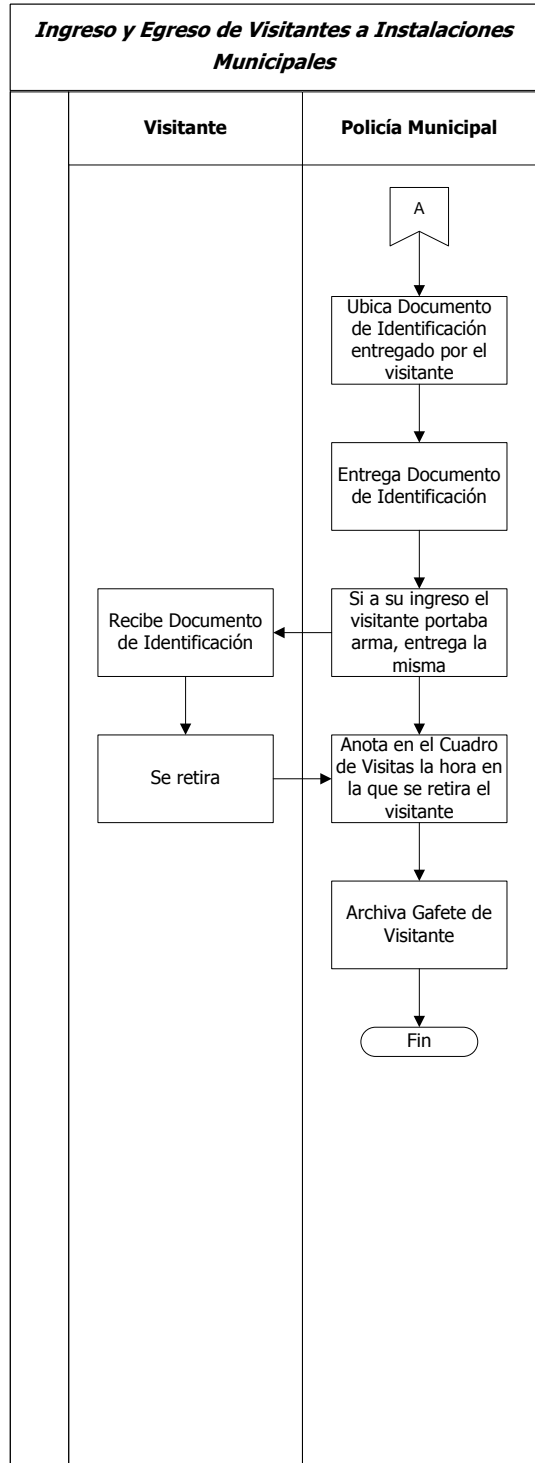 Ingreso y Egreso de Visitantes a Instalaciones
Municipales
Visitante
Policía Municipal
A
Ubica Documento
de Identificación
entregado por el
visitante
Entrega Documento
de Identificación
Recibe Documento
de Identificación
Si a su ingreso el
visitante portaba
arma, entrega la
misma
Se retira
Anota en el Cuadro
de Visitas la hora en
la que se retira el
visitante
Archiva Gafete de
Visitante
Fin